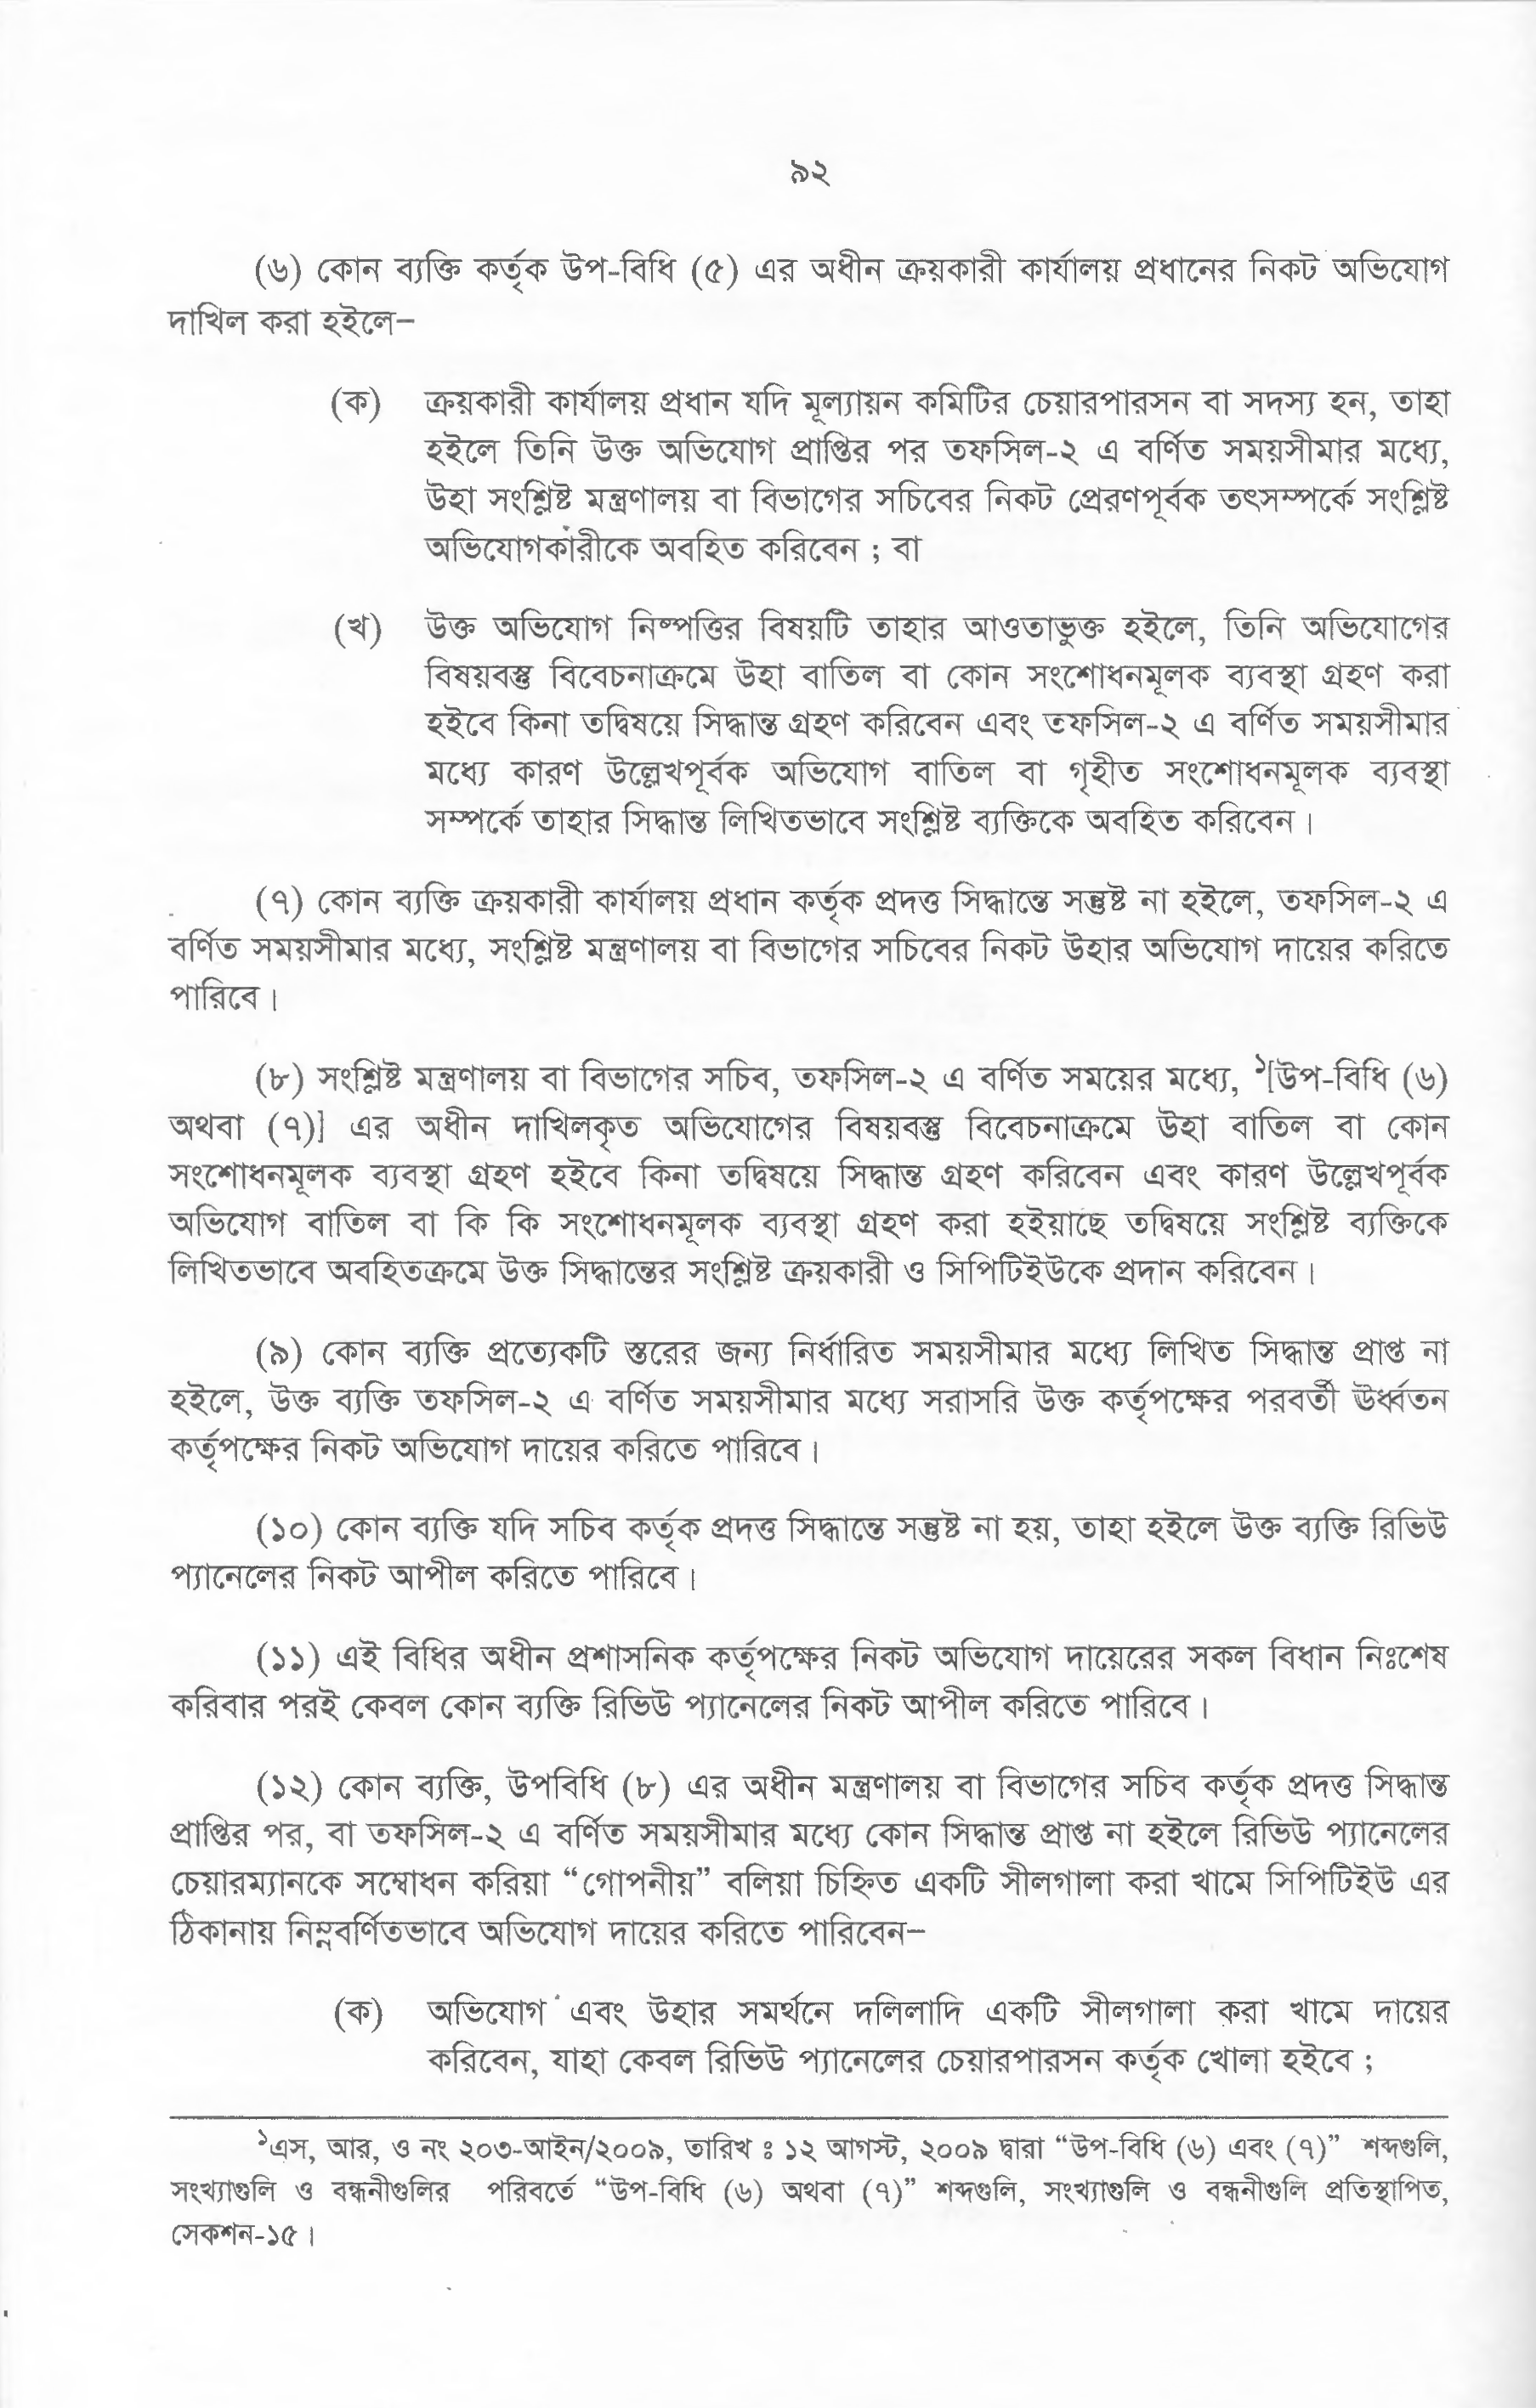 ৯২
(৬) কোন ব্যক্তি কর্তৃক উপ-বিধি (৫) এর অধীন ক্রয়কারী কার্যালয় প্রধানের নিকট অভিযোগ
দাখিল করা হইলে–
(ক) ক্রয়কারী কার্যালয় প্রধান যদি মূল্যায়ন কমিটির চেয়ারপারসন বা সদস্য হন, তাহা
হইলে তিনি উক্ত অভিযোগ প্রাপ্তির পর তফসিল-২ এ বর্ণিত সময়সীমার মধ্যে,
উহা সংশ্লিষ্ট মন্ত্রণালয় বা বিভাগের সচিবের নিকট প্রেরণপূর্বক তৎসম্পর্কে সংশ্লিষ্ট
অভিযোগকারীকে অবহিত করিবেন ; বা
(খ) উক্ত অভিযোগ নিষ্পত্তির বিষয়টি তাহার আওতাভুক্ত হইলে, তিনি অভিযোগের
বিষয়বস্তু বিবেচনাক্রমে উহা বাতিল বা কোন সংশোধনমূলক ব্যবস্থা গ্রহণ করা
হইবে কিনা তদ্বিষয়ে সিদ্ধান্ত গ্রহণ করিবেন এবং তফসিল-২ এ বর্ণিত সময়সীমার
মধ্যে কারণ উল্লেখপূর্বক অভিযোগ বাতিল বা গৃহীত সংশোধনমূলক ব্যবস্থা
সম্পর্কে তাহার সিদ্ধান্ত লিখিতভাবে সংশ্লিষ্ট ব্যক্তিকে অবহিত করিবেন।
(৭) কোন ব্যক্তি ক্রয়কারী কার্যালয় প্রধান কর্তৃক প্রদত্ত সিদ্ধান্তে সন্তুষ্ট না হইলে, তফসিল-২ এ
বর্ণিত সময়সীমার মধ্যে, সংশ্লিষ্ট মন্ত্রণালয় বা বিভাগের সচিবের নিকট উহার অভিযোগ দায়ের করিতে
পারিবে।
(৮) সংশ্লিষ্ট মন্ত্রণালয় বা বিভাগের সচিব, তফসিল-২ এ বর্ণিত সময়ের মধ্যে, ১[উপ-বিধি (৬)
অথবা (৭)] এর অধীন দাখিলকৃত অভিযোগের বিষয়বস্তু বিবেচনাক্রমে উহা বাতিল বা কোন
সংশোধনমূলক ব্যবস্থা গ্রহণ হইবে কিনা তদ্বিষয়ে সিদ্ধান্ত গ্রহণ করিবেন এবং কারণ উল্লেখপূর্বক
অভিযোগ বাতিল বা কি কি সংশোধনমূলক ব্যবস্থা গ্রহণ করা হইয়াছে তদ্বিষয়ে সংশ্লিষ্ট ব্যক্তিকে
লিখিতভাবে অবহিতক্রমে উক্ত সিদ্ধান্তের সংশ্লিষ্ট ক্রয়কারী ও সিপিটিইউকে প্রদান করিবেন।
(৯) কোন ব্যক্তি প্রত্যেকটি স্তরের জন্য নির্ধারিত সময়সীমার মধ্যে লিখিত সিদ্ধান্ত প্রাপ্ত না
হইলে, উক্ত ব্যক্তি তফসিল-২ এ বর্ণিত সময়সীমার মধ্যে সরাসরি উক্ত কর্তৃপক্ষের পরবর্তী ঊর্ধ্বতন
কর্তৃপক্ষের নিকট অভিযোগ দায়ের করিতে পারিবে।
(১০) কোন ব্যক্তি যদি সচিব কর্তৃক প্রদত্ত সিদ্ধান্তে সন্তুষ্ট না হয়, তাহা হইলে উক্ত ব্যক্তি রিভিউ
প্যানেলের নিকট আপীল করিতে পারিবে।
(১১) এই বিধির অধীন প্রশাসনিক কর্তৃপক্ষের নিকট অভিযোগ দায়েরের সকল বিধান নিঃশেষ
করিবার পরই কেবল কোন ব্যক্তি রিভিউ প্যানেলের নিকট আপীল করিতে পারিবে।
(১২) কোন ব্যক্তি, উপবিধি (৮) এর অধীন মন্ত্রণালয় বা বিভাগের সচিব কর্তৃক প্রদত্ত সিদ্ধান্ত
প্রাপ্তির পর, বা তফসিল-২ এ বর্ণিত সময়সীমার মধ্যে কোন সিদ্ধান্ত প্রাপ্ত না হইলে রিভিউ প্যানেলের
চেয়ারম্যানকে সম্বোধন করিয়া “গোপনীয়” বলিয়া চিহ্নিত একটি সীলগালা করা খামে সিপিটিইউ এর
ঠিকানায় নিম্নবর্ণিতভাবে অভিযোগ দায়ের করিতে পারিবেন–
(ক) অভিযোগ এবং উহার সমর্থনে দলিলাদি একটি সীলগালা করা খামে দায়ের
করিবেন, যাহা কেবল রিভিউ প্যানেলের চেয়ারপারসন কর্তৃক খোলা হইবে ;
১এস, আর, ও নং ২০৩-আইন/২০০৯, তারিখ ঃ ১২ আগস্ট, ২০০৯ দ্বারা “উপ-বিধি (৬) এবং (৭)” শব্দগুলি,
সংখ্যাগুলি ও বন্ধনীগুলির পরিবর্তে “উপ-বিধি (৬) অথবা (৭)” শব্দগুলি, সংখ্যাগুলি ও বন্ধনীগুলি প্রতিস্থাপিত,
সেকশন-১৫।